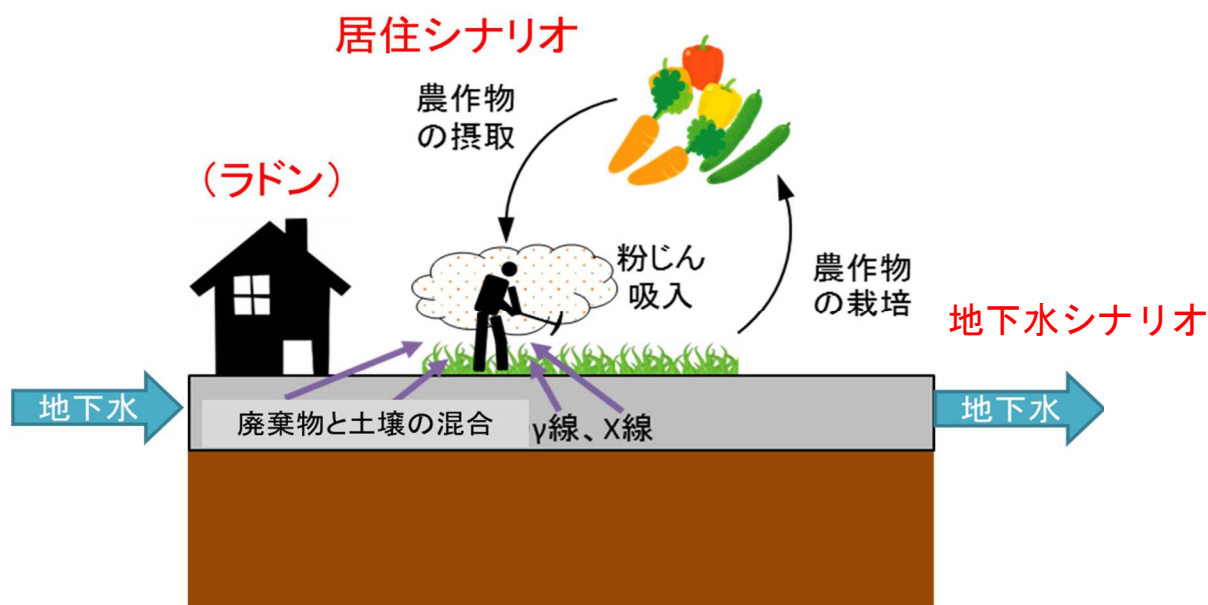 居住シナリオ
農作物
の摂取
（ラドン）
粉じん
吸入
農作物
の栽培
地下水シナリオ
地下水
廃棄物と土壌の混合
γ線、X線
地下水